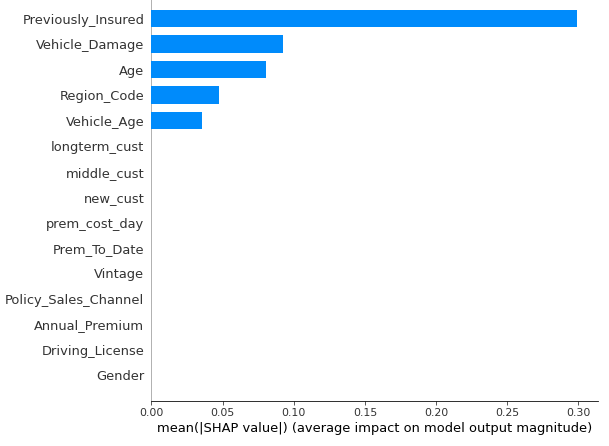 Previously_Insured
Vehicle_Damage
Age
Region_Code
Vehicle_Age
longterm_cust
middle_cust
new_cust
prem_cost_day
Prem_To_Date
Vintage
Policy_Sales_Channel
Annual_Premium
Driving_License
Gender
0.00 0.05 0.10 0.15 0.20 0.25 0.30
mean(|SHAP value|) (average impact on model output magnitude)